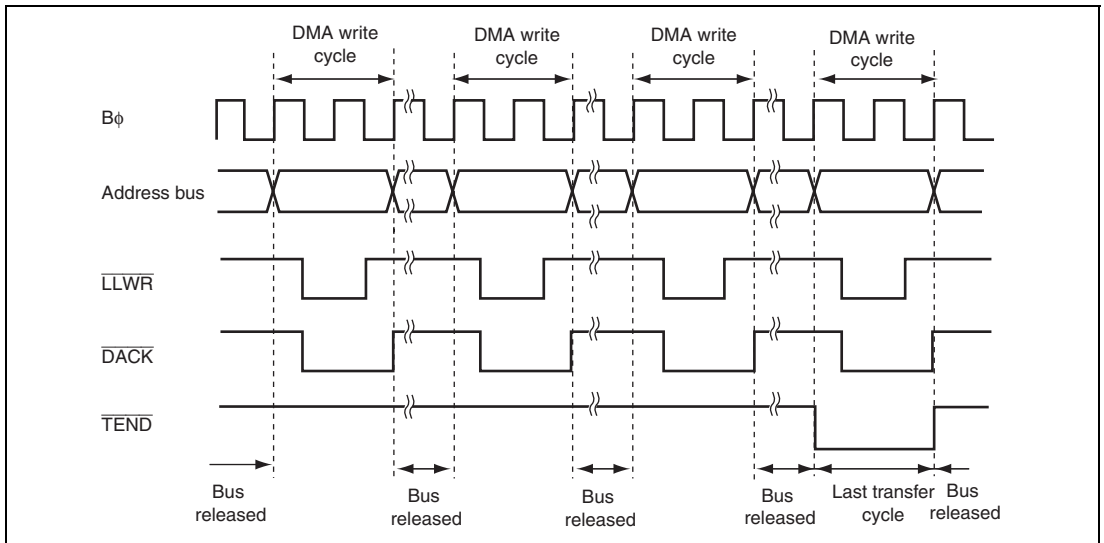 DMA write
cycle
DMA write
cycle
DMA write
cycle
DMA write
cycle
Bφ
Address bus
LLWR
DACK
TEND
Bus
released
Bus
released
Bus
released
Bus
released
Last transfer
cycle
Bus
released